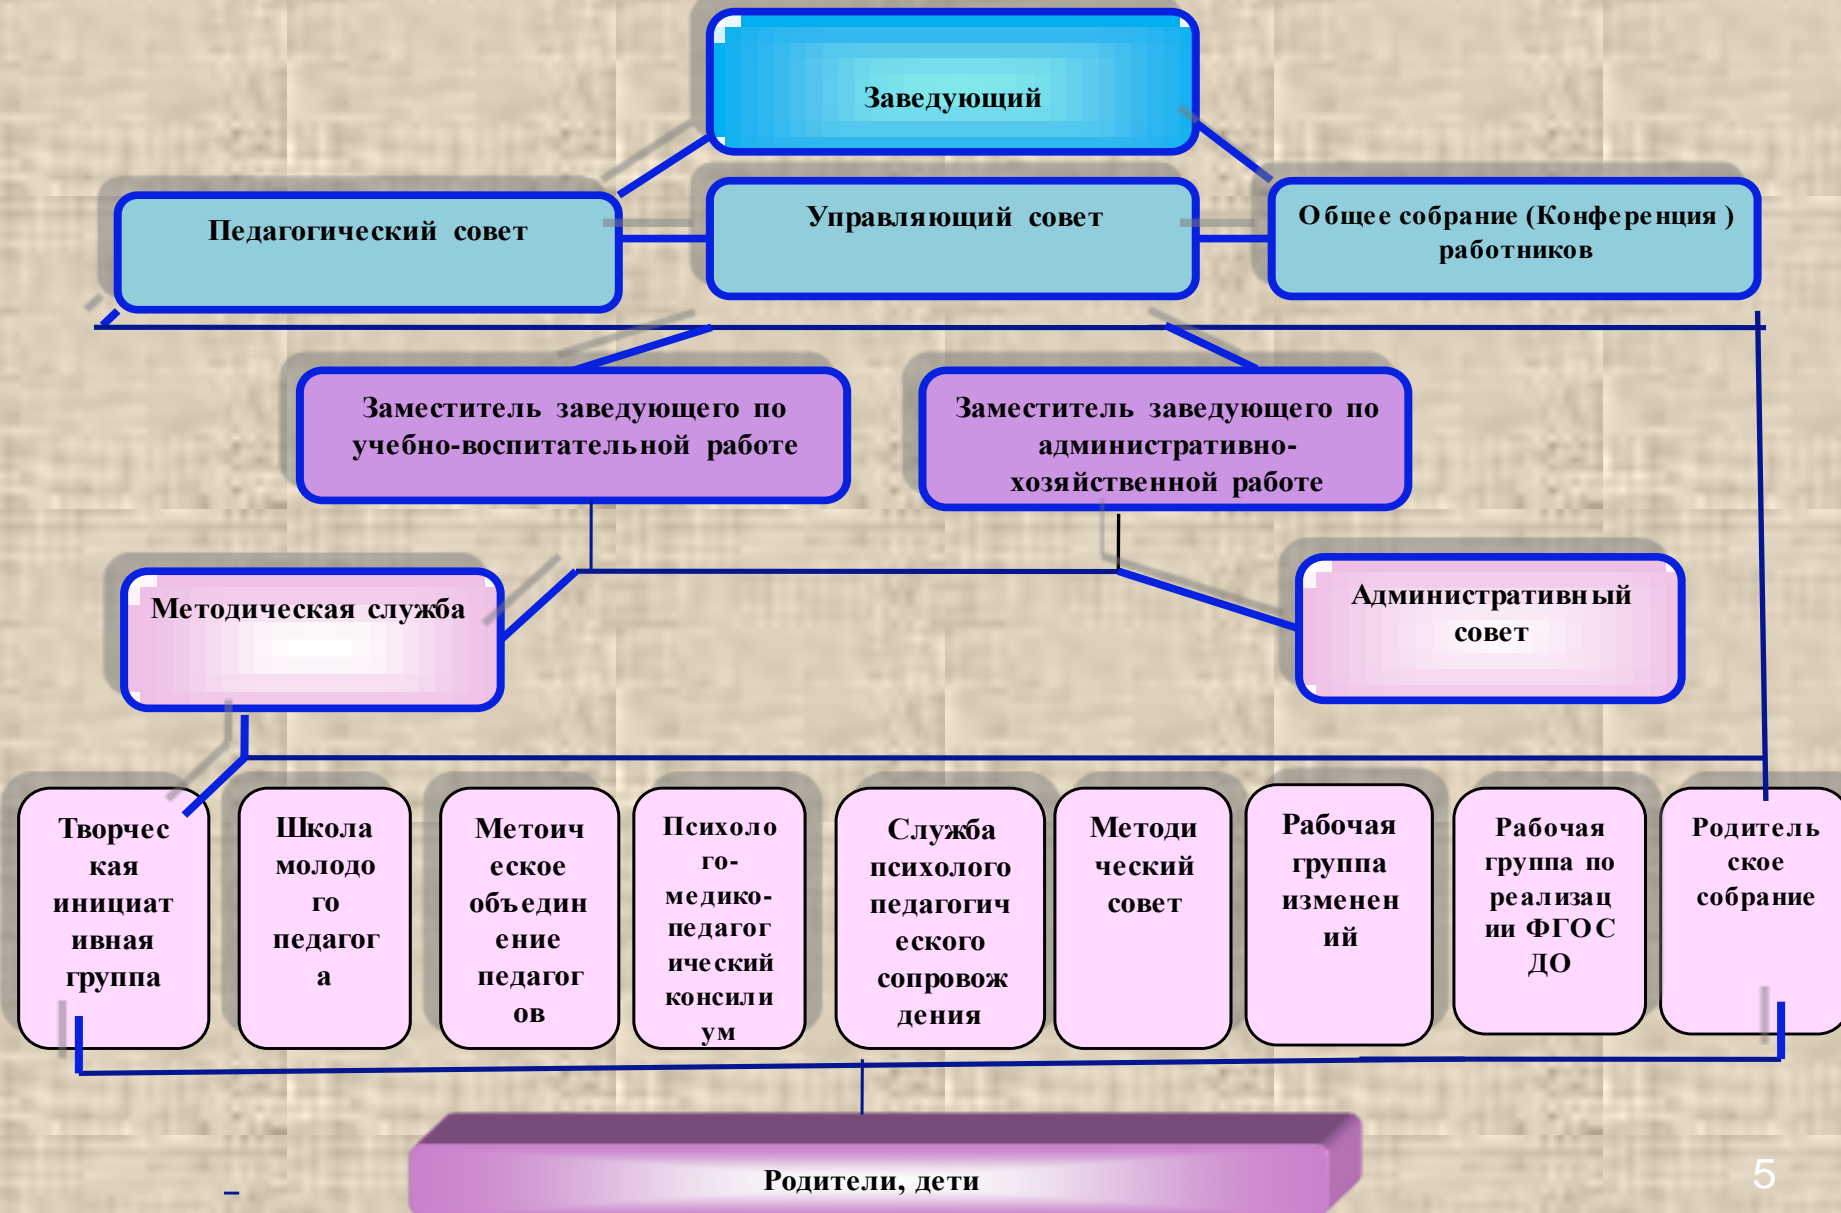 Заведующий
Педагогический совет
Управляющий совет
Общее собрание (Конференция)
работников
Заместитель заведующего по
учебно-воспитательной работе
Заместитель заведующего по
административно-
хозяйственной работе
Методическая служба
Административный
совет
Творчес
кая
инициат
ивная
группа
Школа
молодо
го
педагог
а
Метоич
еское
объедин
ение
педагог
ов
Психоло
го-
медико-
педагог
ический
консили
ум
Служба
психолого
педагогич
еского
сопровож
дения
Методи
ческий
совет
Рабочая
группа
изменен
ий
Рабочая
группа по
реализац
ии ФГОС
ДО
Родитель
ское
собрание
Родители, дети
5